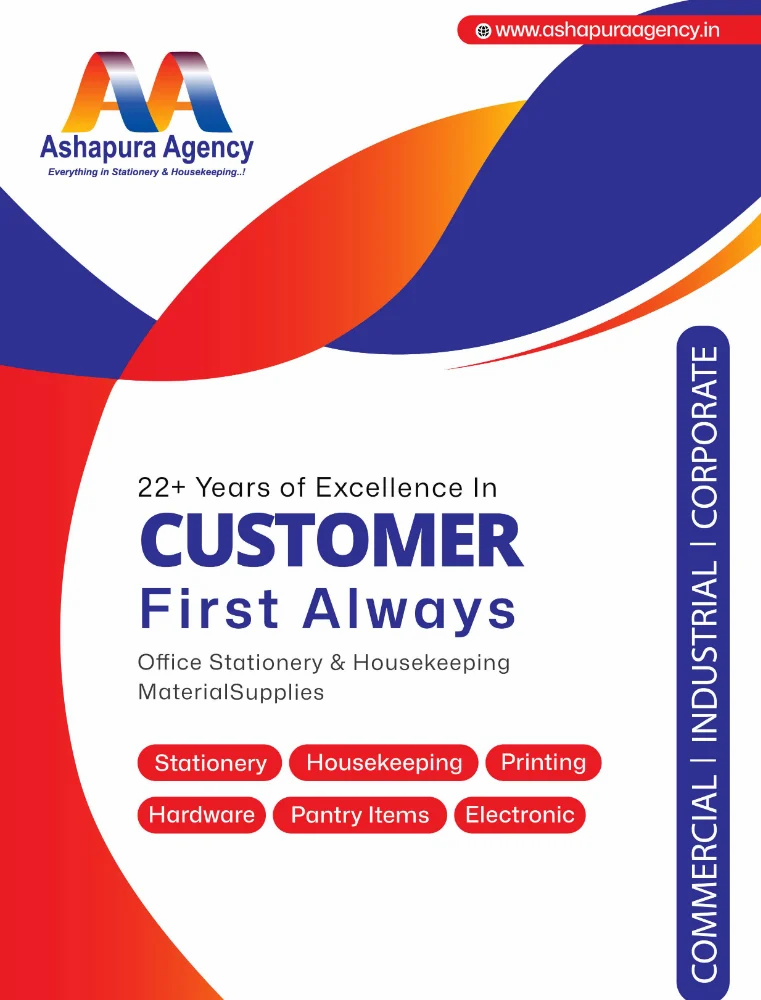 www.ashapuraagency.in
AA
Ashapura Agency
Everything in Stationery & Housekeeping..!
22+ Years of Excellence In
CUSTOMER
First Always
Office Stationery & Housekeeping
MaterialSupplies
Stationery Housekeeping Printing
Hardware Pantry Items Electronic
COMMERCIAL | INDUSTRIAL | CORPORATE